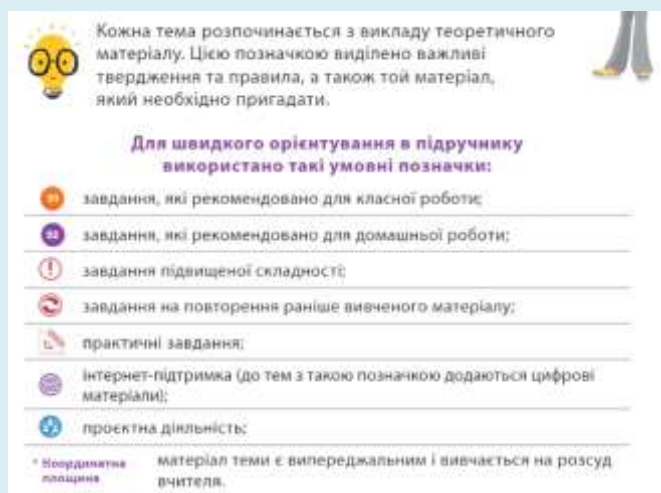 Кожна тема розпочинається з викладу теоретичного
матеріалу. Цією позначкою виділено важливі
твердження та правила, а також той матеріал,
який необхідно пригадати.
Для швидкого орієнтування в підручнику
використано такі умовні позначки:
завдання, які рекомендовано для класної роботи;
завдання, які рекомендовано для домашньої роботи;
завдання підвищеної складності;
завдання на повторення раніше вивченого матеріалу;
практичні завдання;
інтернет-підтримка (до тем з такою позначкою додаються цифрові
матеріали);
проєктна діяльність;
* Координатна
площина
матеріал теми є випереджальним і вивчається на розсуд
вчителя.